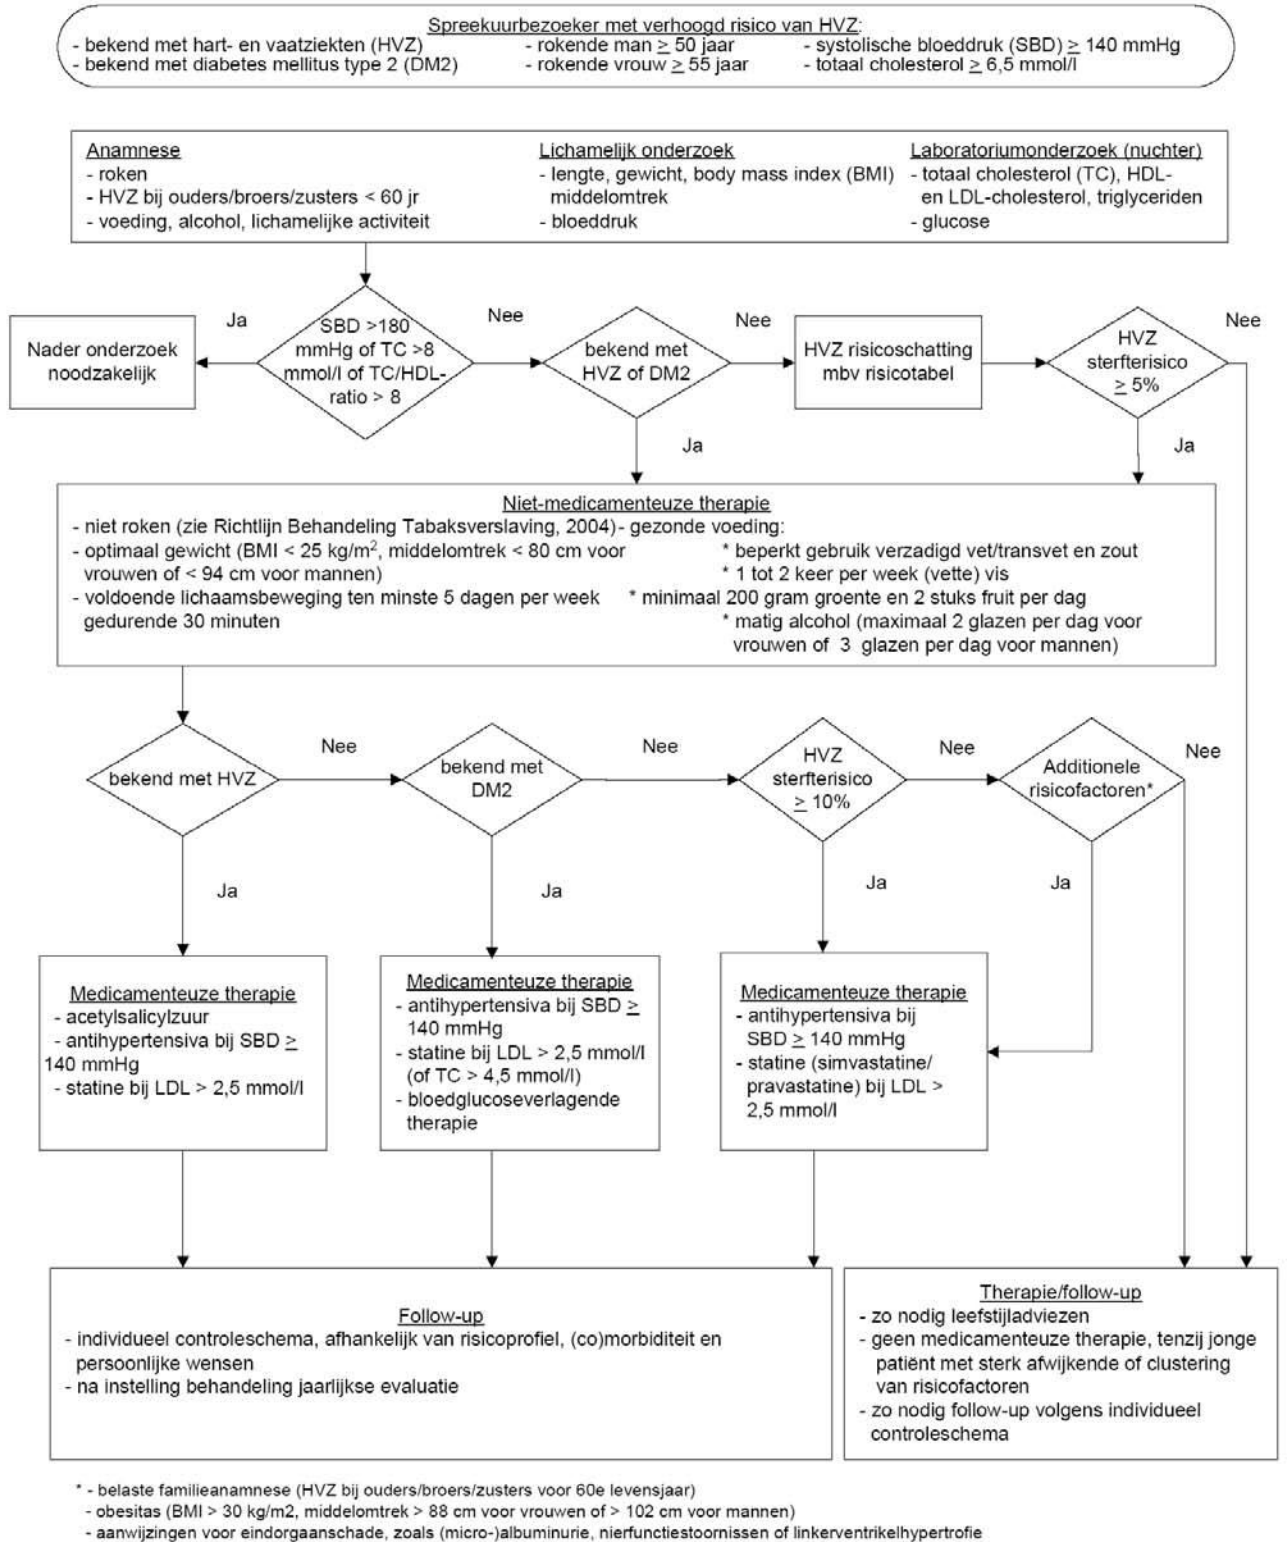 Spreekuurbezoeker met verhoogd risico van HVZ:
- bekend met hart- en vaatziekten (HVZ)
- bekend met diabetes mellitus type 2 (DM2)
- rokende man ≥ 50 jaar
- rokende vrouw ≥ 55 jaar
- systolische bloeddruk (SBD) ≥ 140 mmHg
- totaal cholesterol ≥ 6,5 mmol/l
Anamnese
- roken
- HVZ bij ouders/broers/zusters < 60 jr
- voeding, alcohol, lichamelijke activiteit
Lichamelijk onderzoek
- lengte, gewicht, body mass index (BMI)
middelomtrek
- bloeddruk
Laboratoriumonderzoek (nuchter)
- totaal cholesterol (TC), HDL-
en LDL-cholesterol, triglyceriden
- glucose
Nader onderzoek
noodzakelijk
Ja
SBD >180
mmHg of TC >8
mmol/l of TC/HDL-
ratio > 8
Nee
bekend met
HVZ of DM2
Nee
HVZ risicoschatting
mbv risicotabel
HVZ
sterfterisico
≥ 5%
Nee
Ja
Ja
Niet-medicamenteuze therapie
- niet roken (zie Richtlijn Behandeling Tabaksverslaving, 2004)
- optimaal gewicht (BMI < 25 kg/m², middelomtrek < 80 cm voor
vrouwen of < 94 cm voor mannen)
- voldoende lichaamsbeweging ten minste 5 dagen per week
gedurende 30 minuten
- gezonde voeding:
* beperkt gebruik verzadigd vet/transvet en zout
* 1 tot 2 keer per week (vette) vis
* minimaal 200 gram groente en 2 stuks fruit per dag
* matig alcohol (maximaal 2 glazen per dag voor
vrouwen of 3 glazen per dag voor mannen)
bekend met HVZ
Nee
bekend met
DM2
Nee
HVZ
sterfterisico
≥ 10%
Nee
Additionele
risicofactoren*
Nee
Ja
Ja
Ja
Ja
Medicamenteuze therapie
- acetylsalicylzuur
- antihypertensiva bij SBD ≥
140 mmHg
- statine bij LDL > 2,5 mmol/l
Medicamenteuze therapie
- antihypertensiva bij SBD ≥
140 mmHg
- statine bij LDL > 2,5 mmol/l
(of TC > 4,5 mmol/l)
- bloedglucoseverlagende
therapie
Medicamenteuze therapie
- antihypertensiva bij
SBD ≥ 140 mmHg
- statine (simvastatine/
pravastatine) bij LDL >
2,5 mmol/l
Follow-up
- individueel controleschema, afhankelijk van risicoprofiel, (co)morbiditeit en
persoonlijke wensen
- na instelling behandeling jaarlijkse evaluatie
Therapie/follow-up
- zo nodig leefstijladviezen
- geen medicamenteuze therapie, tenzij jonge
patiënt met sterk afwijkende of clustering
van risicofactoren
- zo nodig follow-up volgens individueel
controleschema
* - belaste familieanamnese (HVZ bij ouders/broers/zusters voor 60e levensjaar)
- obesitas (BMI > 30 kg/m2, middelomtrek > 88 cm voor vrouwen of > 102 cm voor mannen)
- aanwijzingen voor eindorgaanschade, zoals (micro-)albuminurie, nierfunctiestoornissen of linkerventrikelhypertrofie